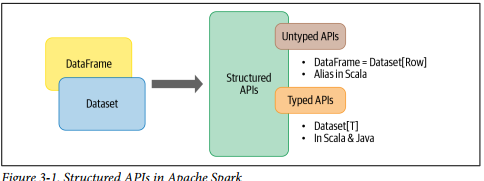 DataFrame
Dataset
Structured
APIs
Untyped APIs
• DataFrame = Dataset[Row]
• Alias in Scala
Typed APIs
• Dataset[T]
• In Scala & Java
Figure 3-1. Structured APIs in Apache Spark